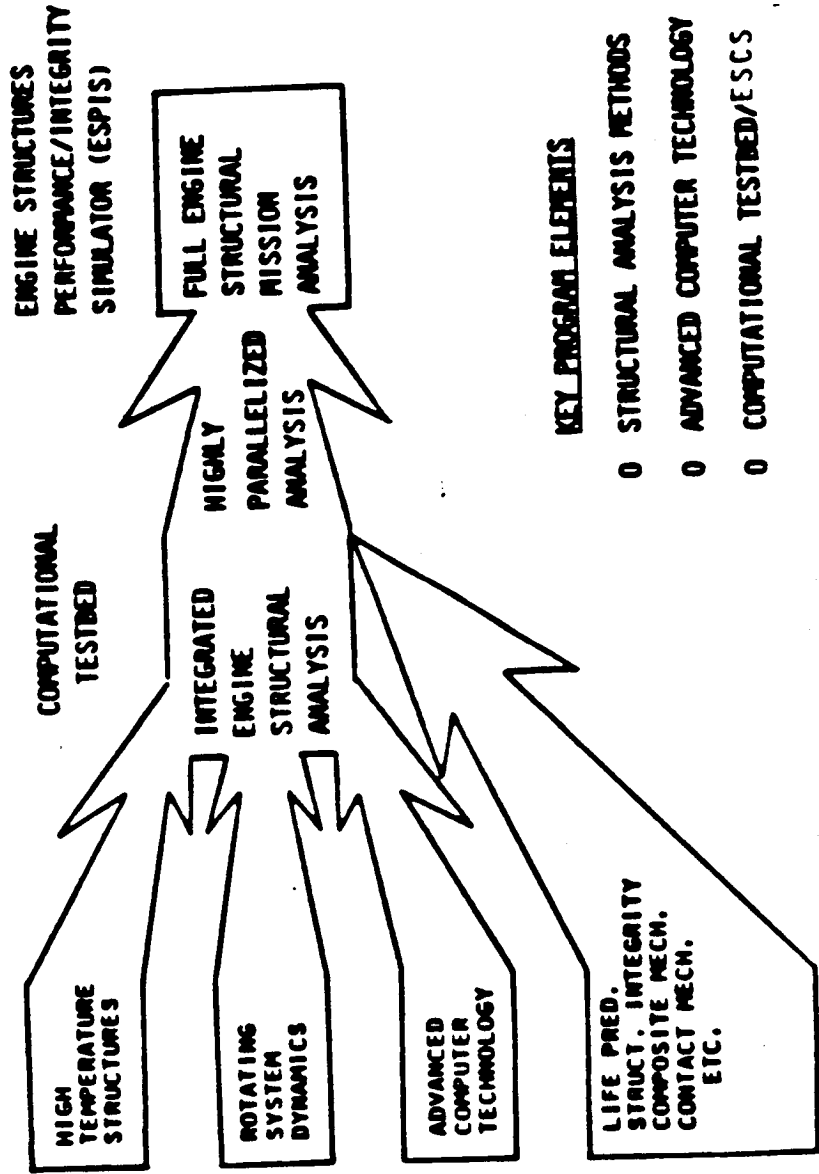 COMPUTATIONAL
TESTBED
ENGINE STRUCTURES
PERFORMANCE/INTEGRITY
SIMULATOR (ESPIS)
HIGH
TEMPERATURE
STRUCTURES
ROTATING
SYSTEM
DYNAMICS
ADVANCED
COMPUTER
TECHNOLOGY
LIFE PRED.
STRUCT. INTEGRITY
COMPOSITE MECH.
CONTACT MECH.
ETC.
INTEGRATED
ENGINE
STRUCTURAL
ANALYSIS
HIGHLY
PARALLELIZED
ANALYSIS
FULL ENGINE
STRUCTURAL
MISSION
ANALYSIS
KEY PROGRAM ELEMENTS
O STRUCTURAL ANALYSIS METHODS
O ADVANCED COMPUTER TECHNOLOGY
O COMPUTATIONAL TESTBED/ESCS